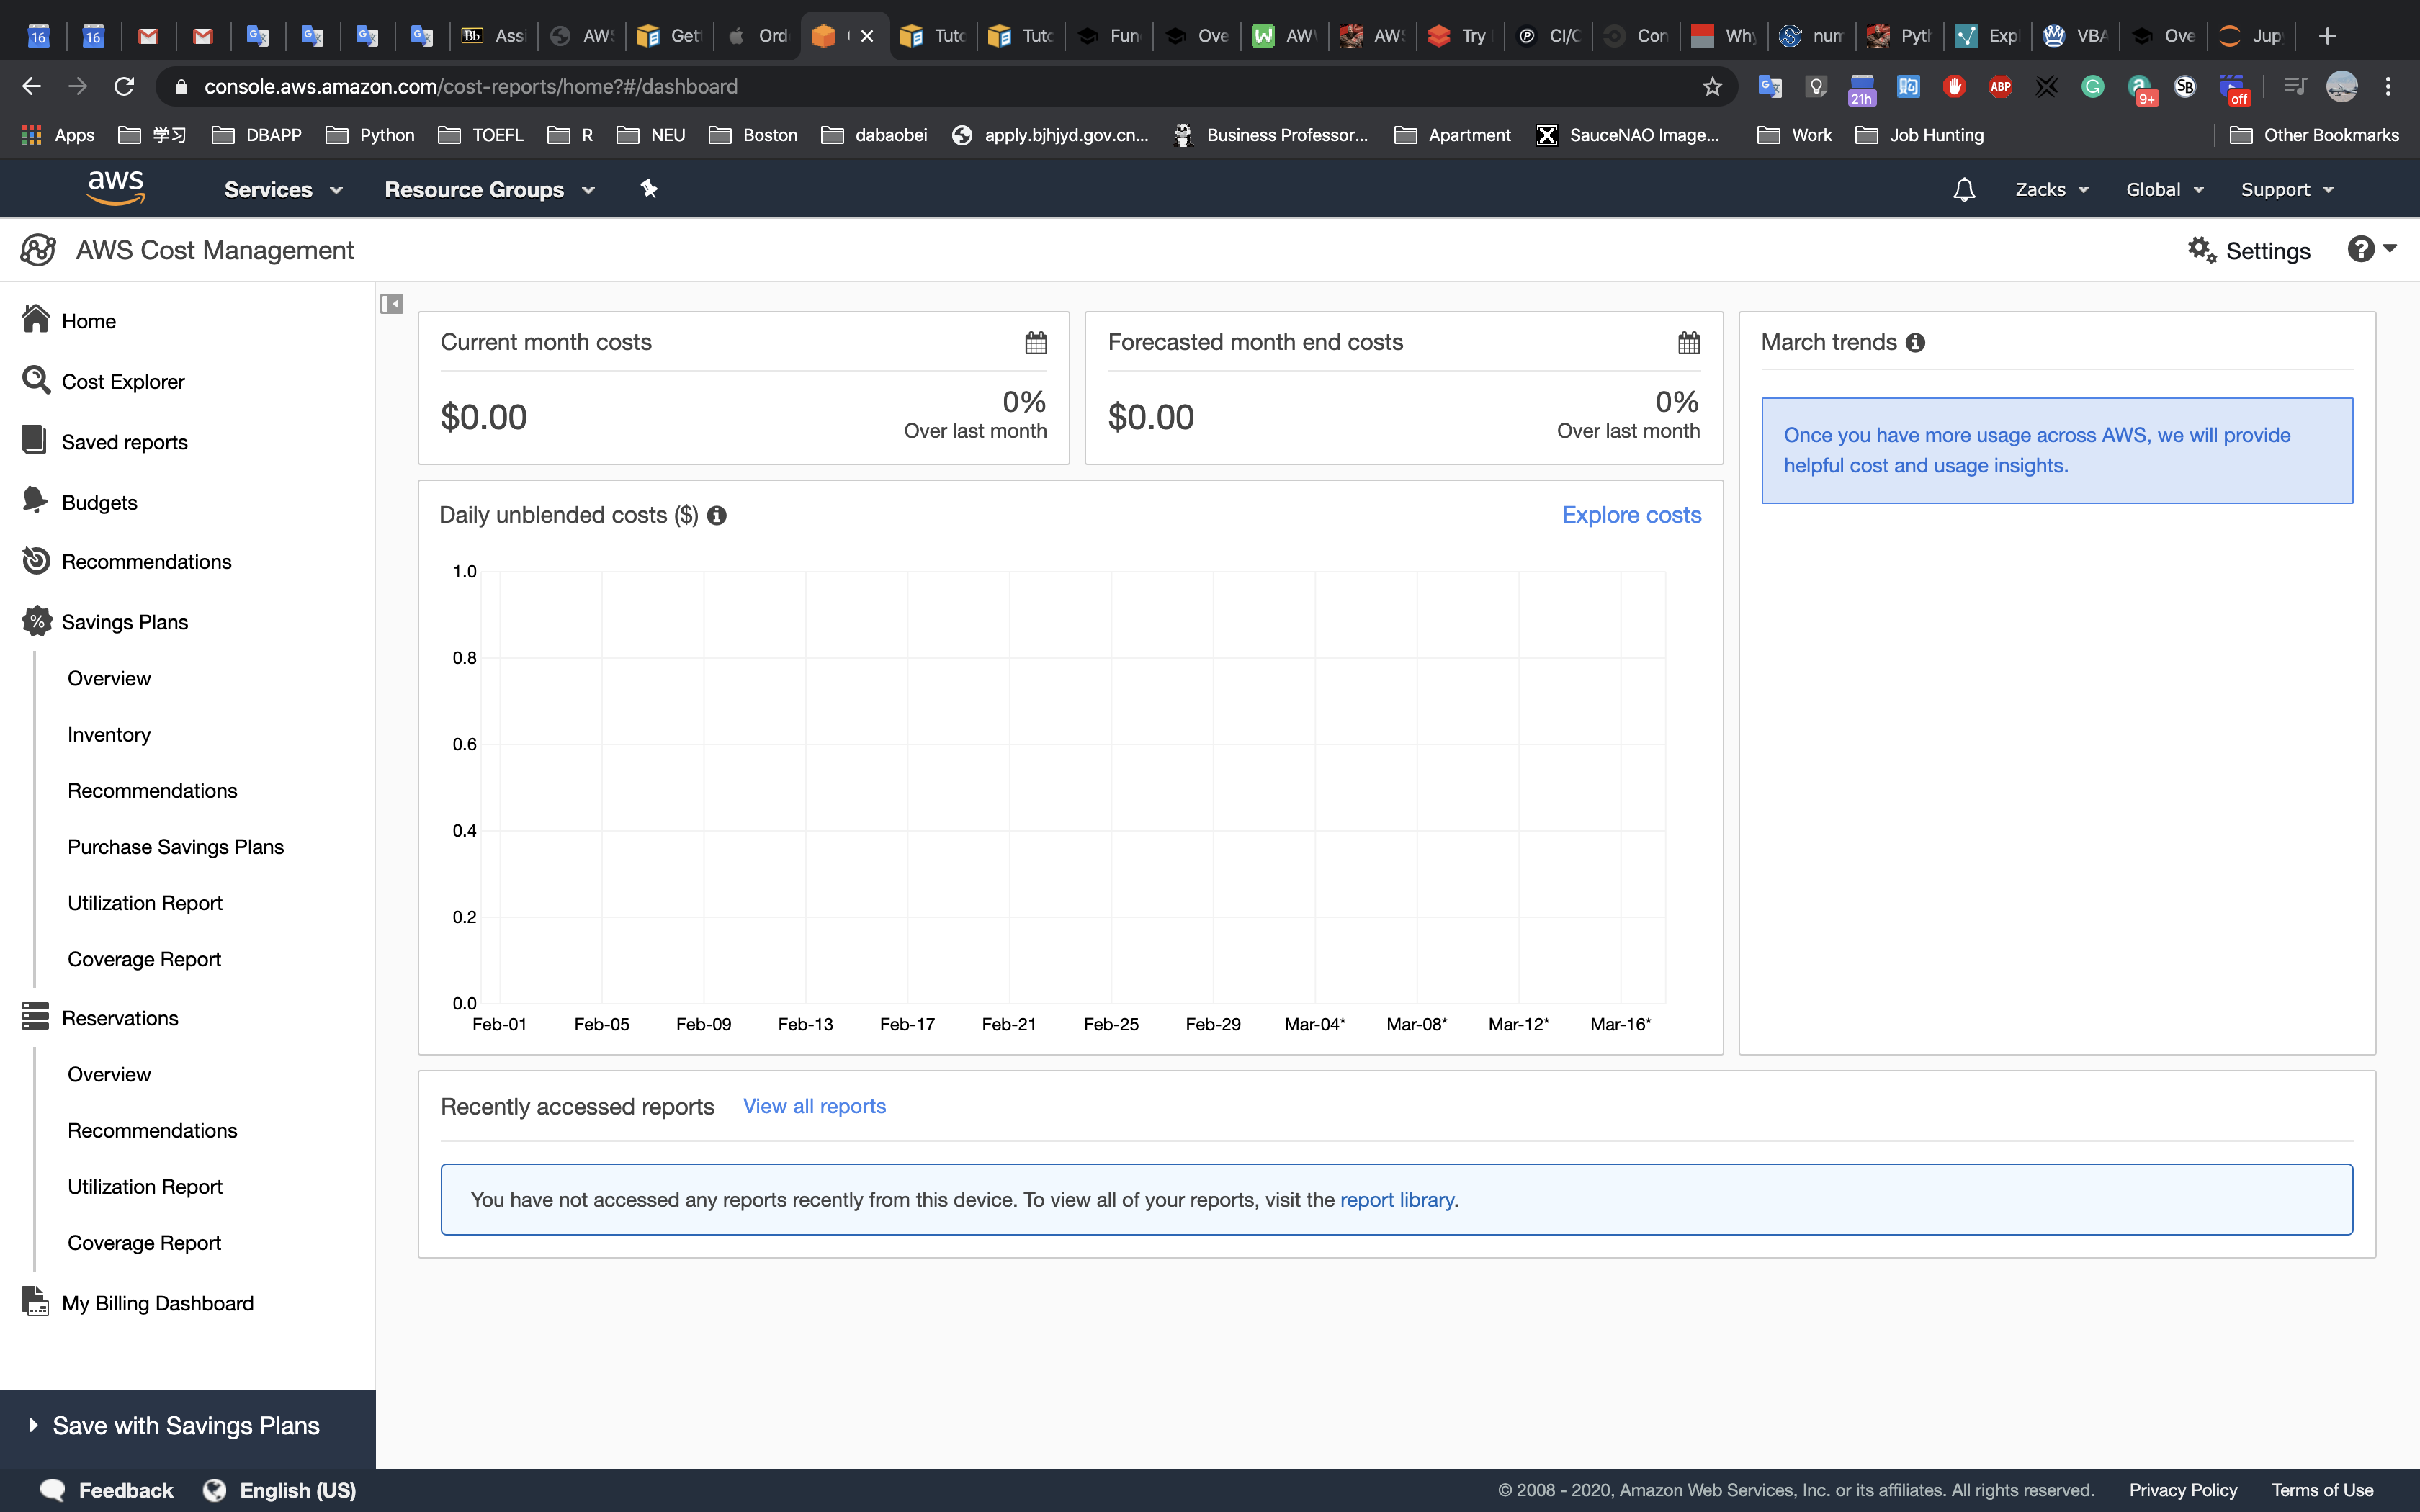 16 16 Bb Assi AWS Get Ord Tuto Tuto Fun Ove AW AWS Try CI/C Con Why num Pyth Exp VBA Ove Jup
console.aws.amazon.com/cost-reports/home?#/dashboard
21h ABP 9+ SB off
Apps 学习 DBAPP Python TOEFL R NEU Boston dabaobei apply.bjhjyd.gov.cn... Business Professor... Apartment SauceNAO Image... Work Job Hunting Other Bookmarks
aws Services Resource Groups Zacks Global Support
AWS Cost Management Settings
Home
Cost Explorer
Saved reports
Budgets
Recommendations
Savings Plans
Overview
Inventory
Recommendations
Purchase Savings Plans
Utilization Report
Coverage Report
Reservations
Overview
Recommendations
Utilization Report
Coverage Report
My Billing Dashboard
Save with Savings Plans
Current month costs
$0.00
0%
Over last month
Forecasted month end costs
$0.00
0%
Over last month
March trends
Once you have more usage across AWS, we will provide
helpful cost and usage insights.
Daily unblended costs ($) Explore costs
1.0
0.8
0.6
0.4
0.2
0.0
Feb-01 Feb-05 Feb-09 Feb-13 Feb-17 Feb-21 Feb-25 Feb-29 Mar-04* Mar-08* Mar-12* Mar-16*
Recently accessed reports View all reports
You have not accessed any reports recently from this device. To view all of your reports, visit the report library.
Feedback English (US) © 2008 - 2020, Amazon Web Services, Inc. or its affiliates. All rights reserved. Privacy Policy Terms of Use